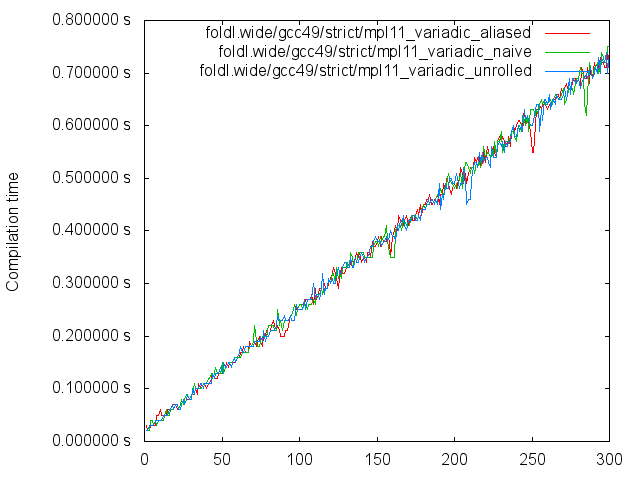 0.800000 s
foldl.wide/gcc49/strict/mpl11_variadic_aliased
foldl.wide/gcc49/strict/mpl11_variadic_naive
0.700000 s
foldl.wide/gcc49/strict/mpl11_variadic_unrolled
0.600000 s
0.500000 s
Compilation time
0.400000 s
0.300000 s
0.200000 s
0.100000 s
0.000000 s
0 50 100 150 200 250 300